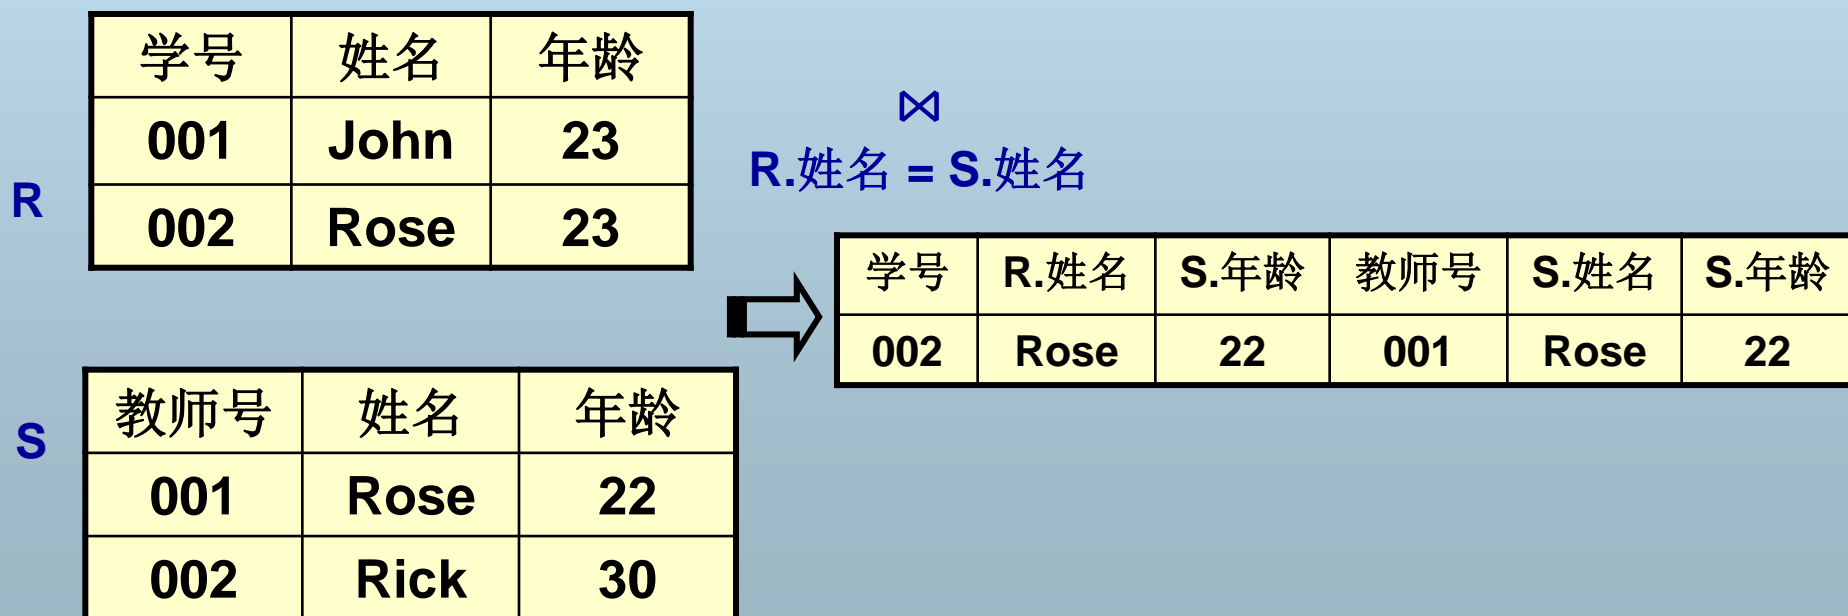 R
学号 姓名 年龄
001 John 23
002 Rose 23
⋈
R.姓名 = S.姓名
学号 R.姓名 S.年龄 教师号 S.姓名 S.年龄
002 Rose 22 001 Rose 22
S
教师号 姓名 年龄
001 Rose 22
002 Rick 30